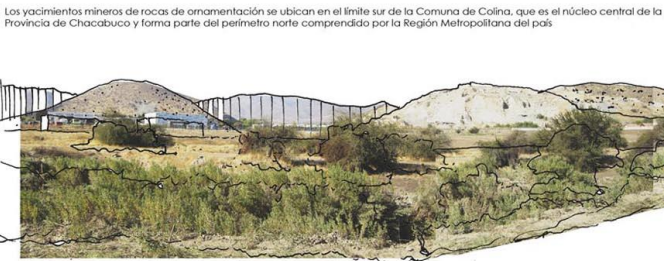 Los yacimientos mineros de rocas de ornamentación se ubican en el límite sur de la Comuna de Colina, que es el núcleo central de la
Provincia de Chacabuco y forma parte del perímetro norte comprendido por la Región Metropolitana del país